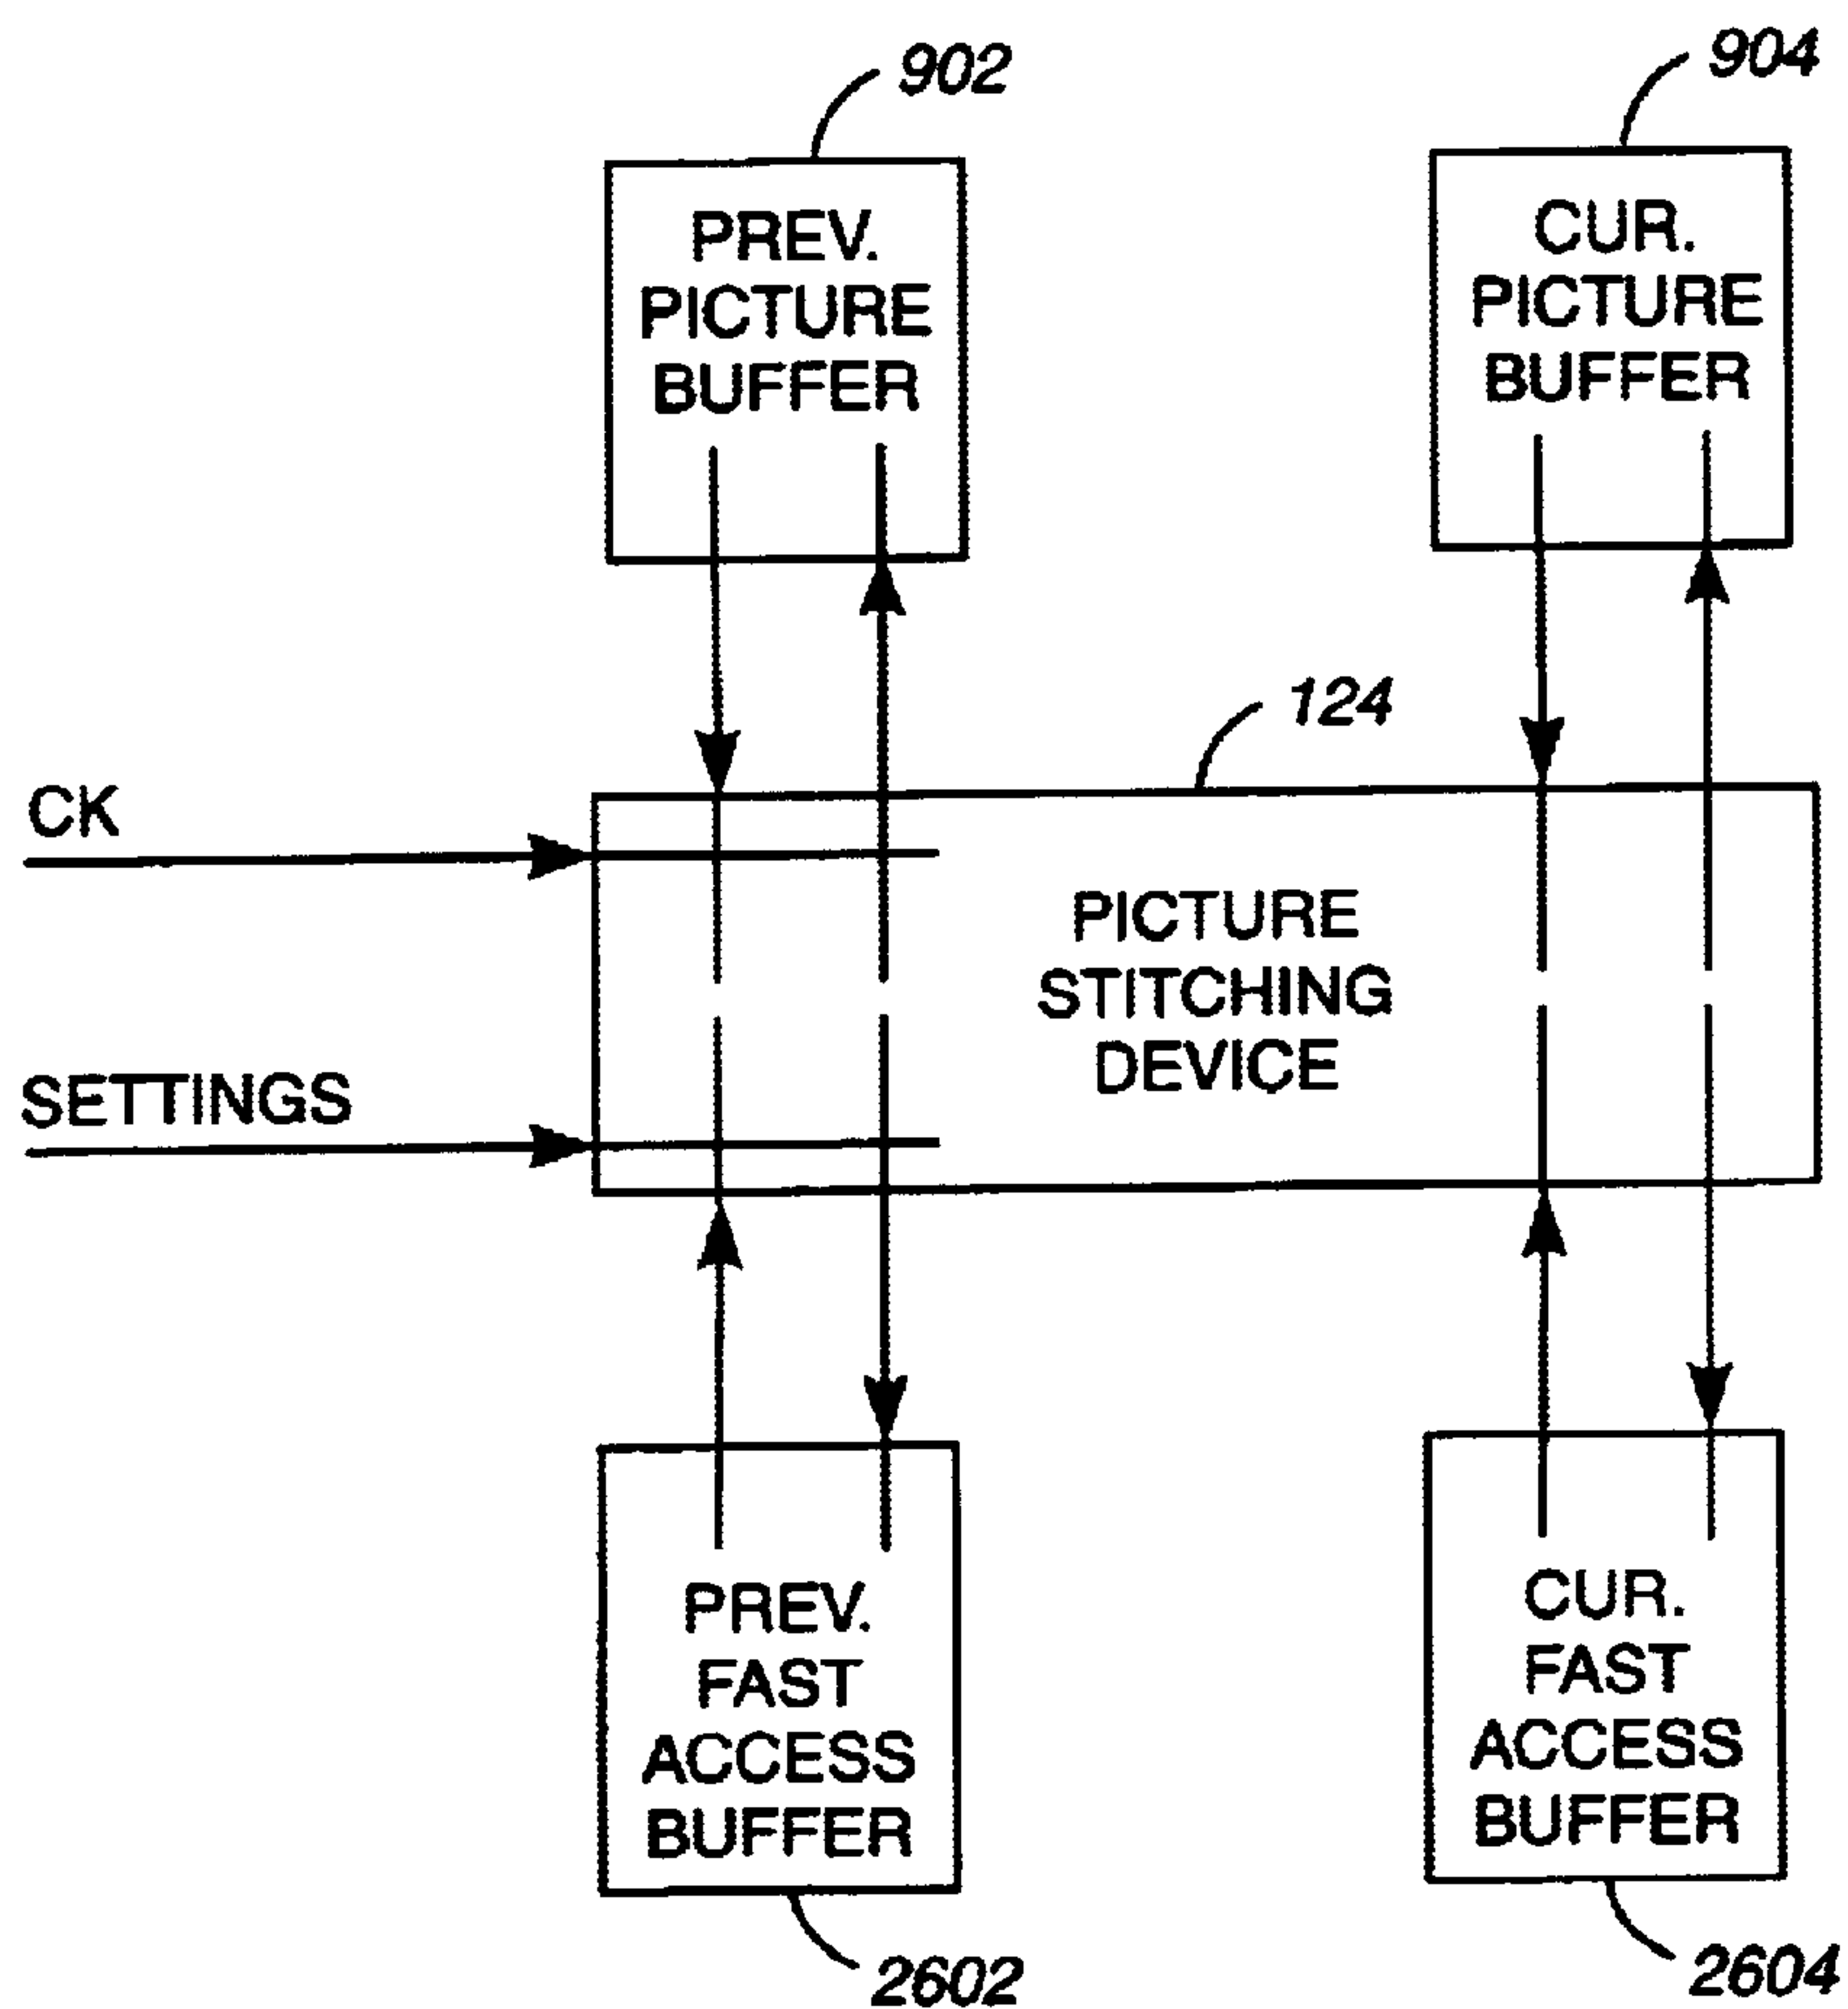 902
904
PREV.
PICTURE
BUFFER
CUR.
PICTURE
BUFFER
124
CK
PICTURE
STITCHING
DEVICE
SETTINGS
PREV.
FAST
ACCESS
BUFFER
CUR.
FAST
ACCESS
BUFFER
2602
2604